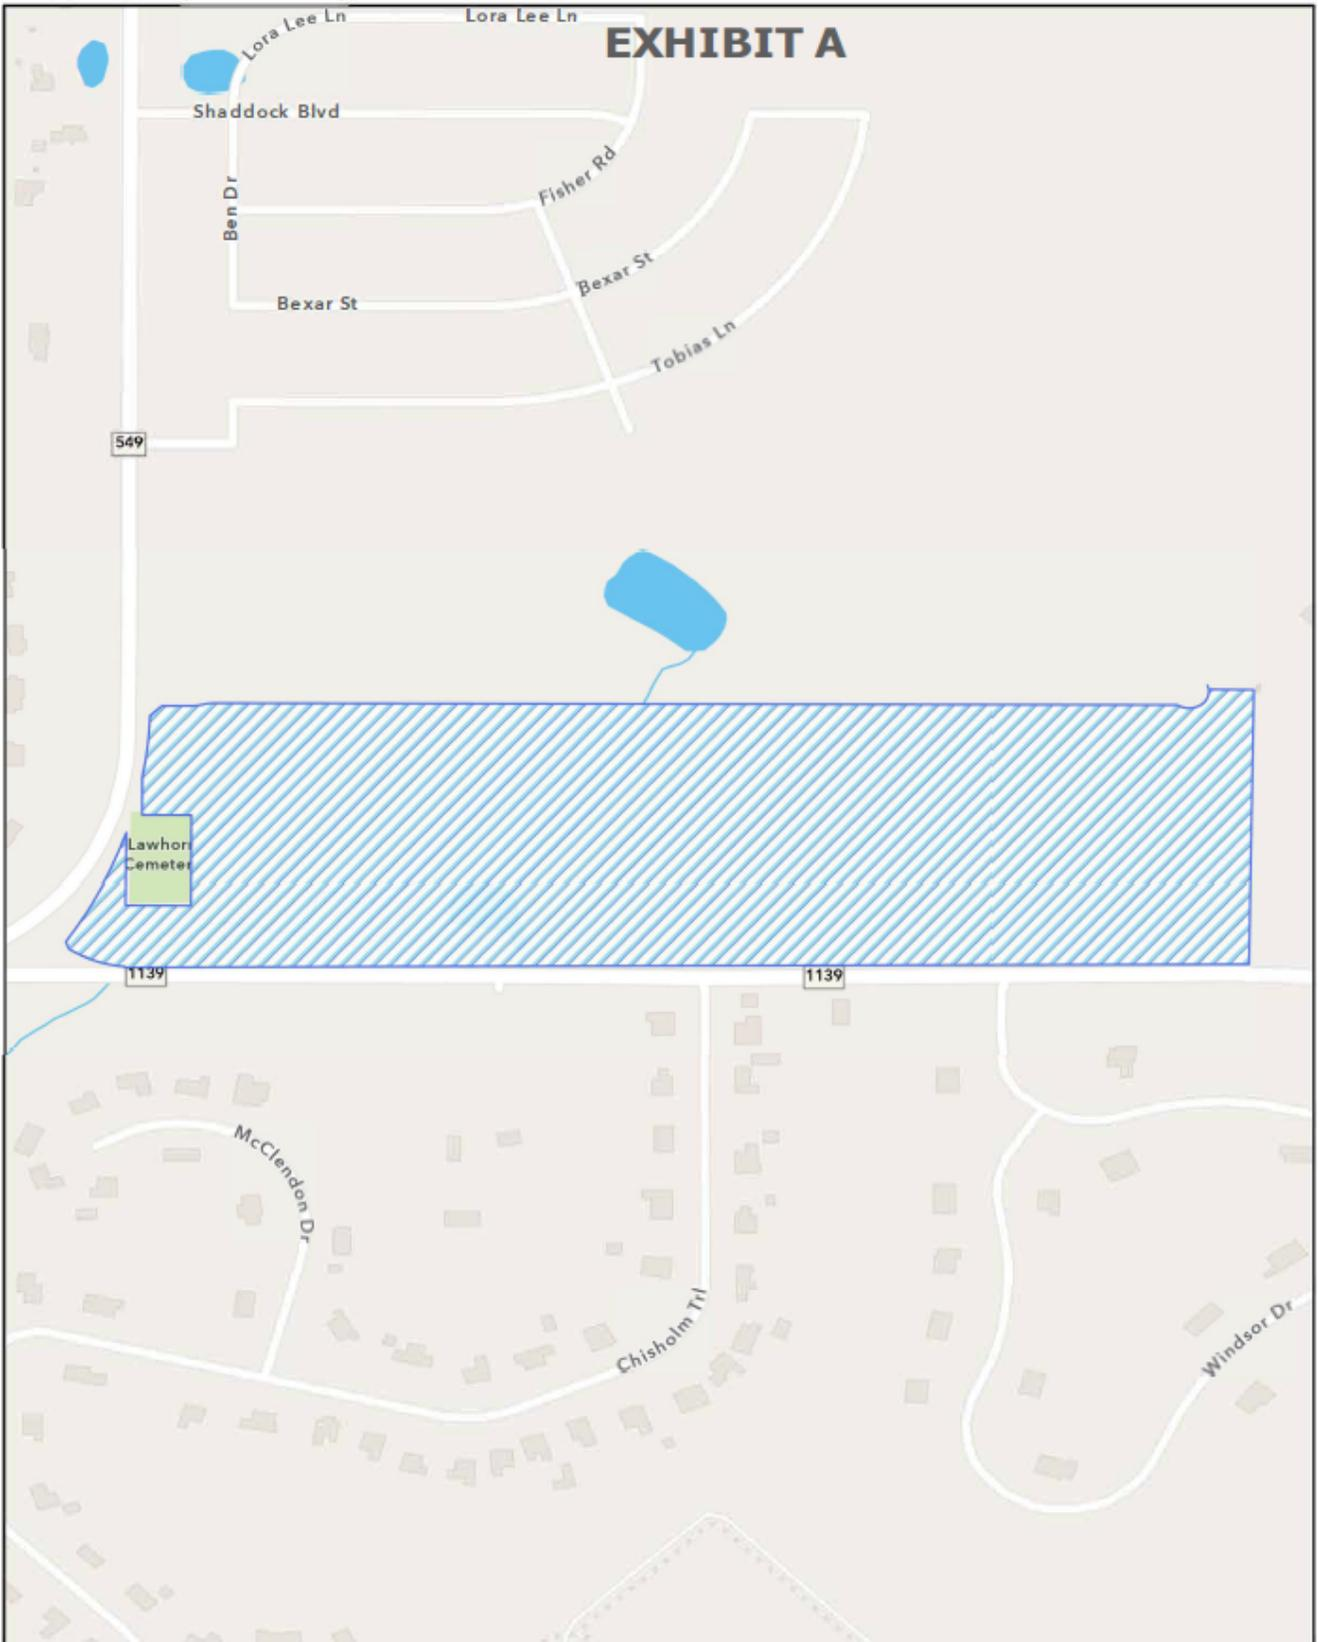 Lora Lee Ln
Lora Lee Ln
EXHIBIT A
Shaddock Blvd
Fisher Rd
Ben Dr
Bexar St
Bexar St
Tobias Ln
549
Lawhorn
Cemeter
1139
1139
McClendon Dr
Chisholm Trl
Windsor Dr